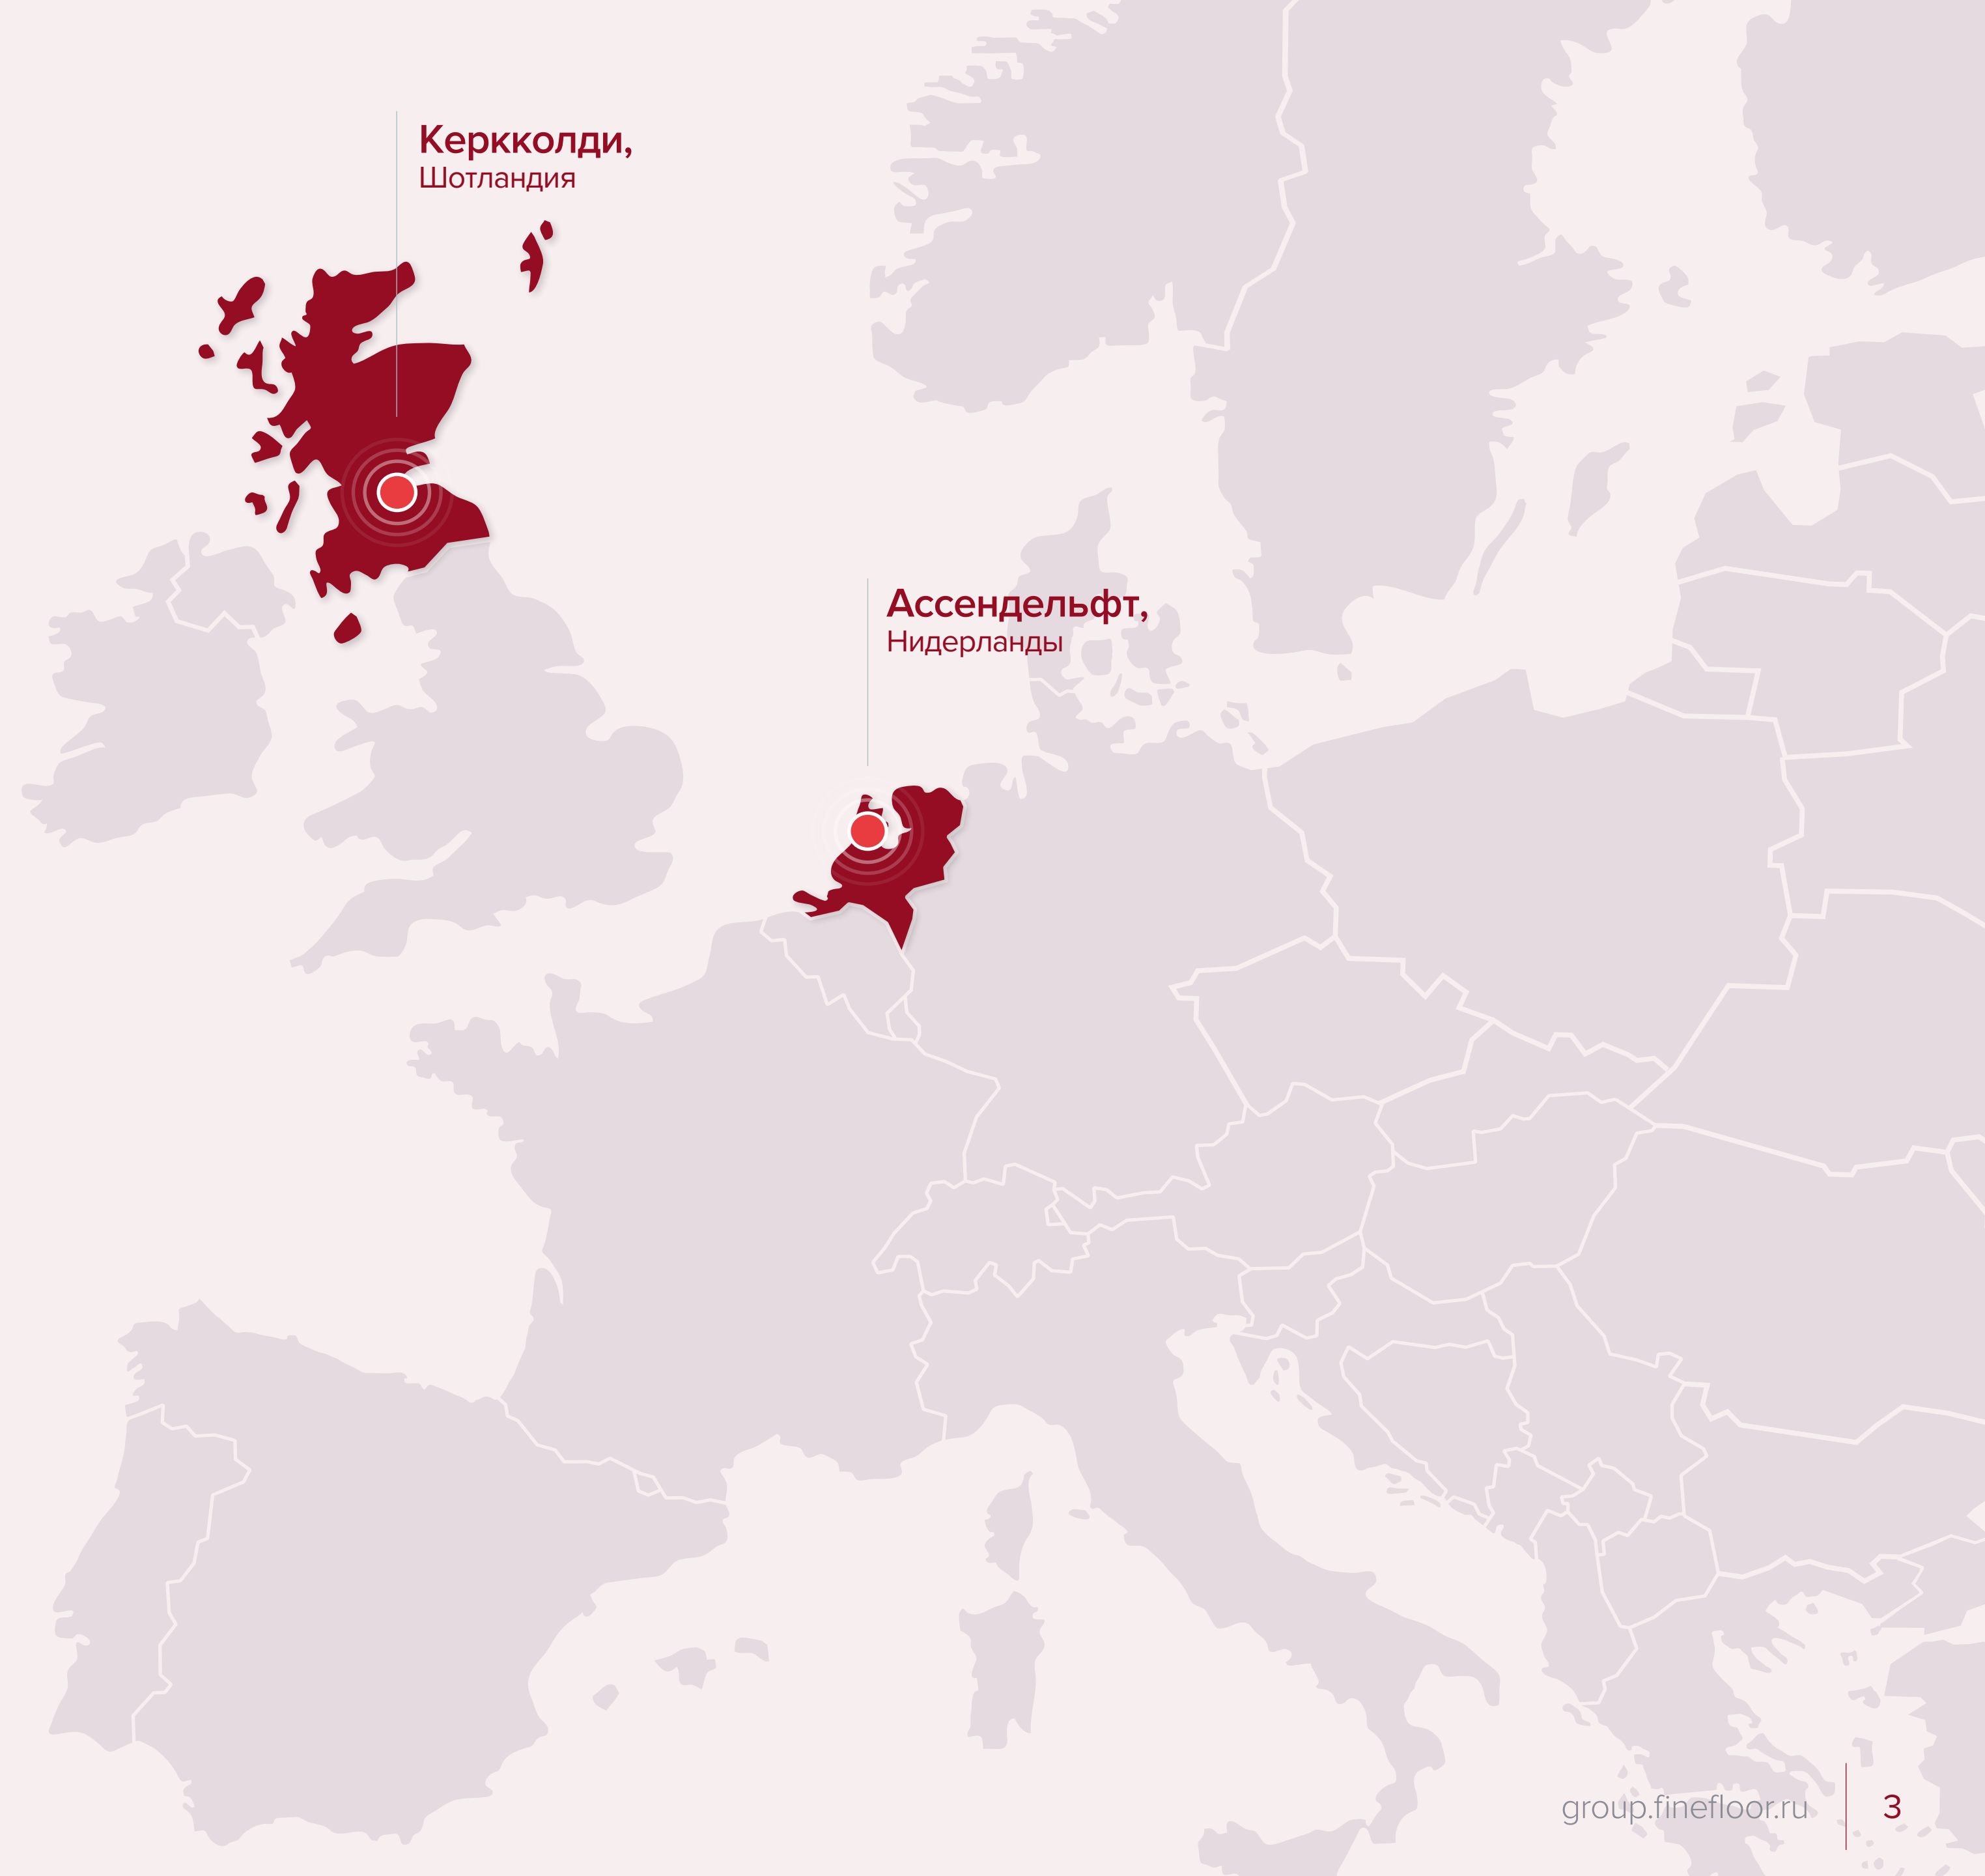 Керкколди,
Шотландия
Ассендельфт,
Нидерланды
group.finefloor.ru
3